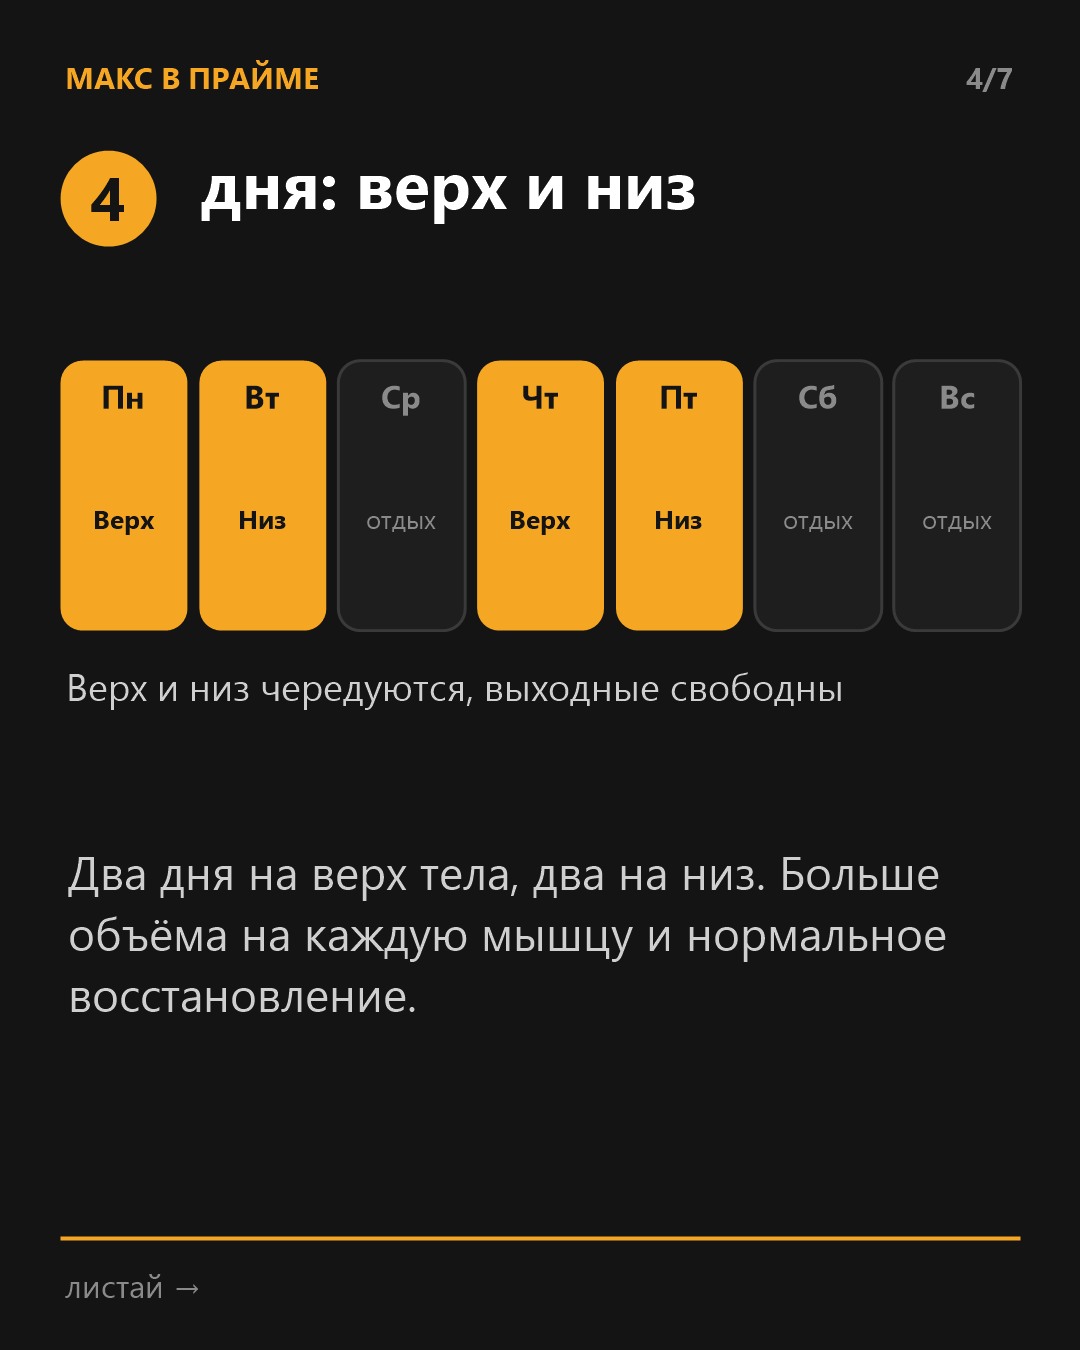 МАКС В ПРАЙМЕ
4/7
4 дня: верх и низ
Пн Вт Ср Чт Пт Сб Вс
Верх Низ отдых Верх Низ отдых отдых
Верх и низ чередуются, выходные свободны
Два дня на верх тела, два на низ. Больше
объёма на каждую мышцу и нормальное
восстановление.
листай →